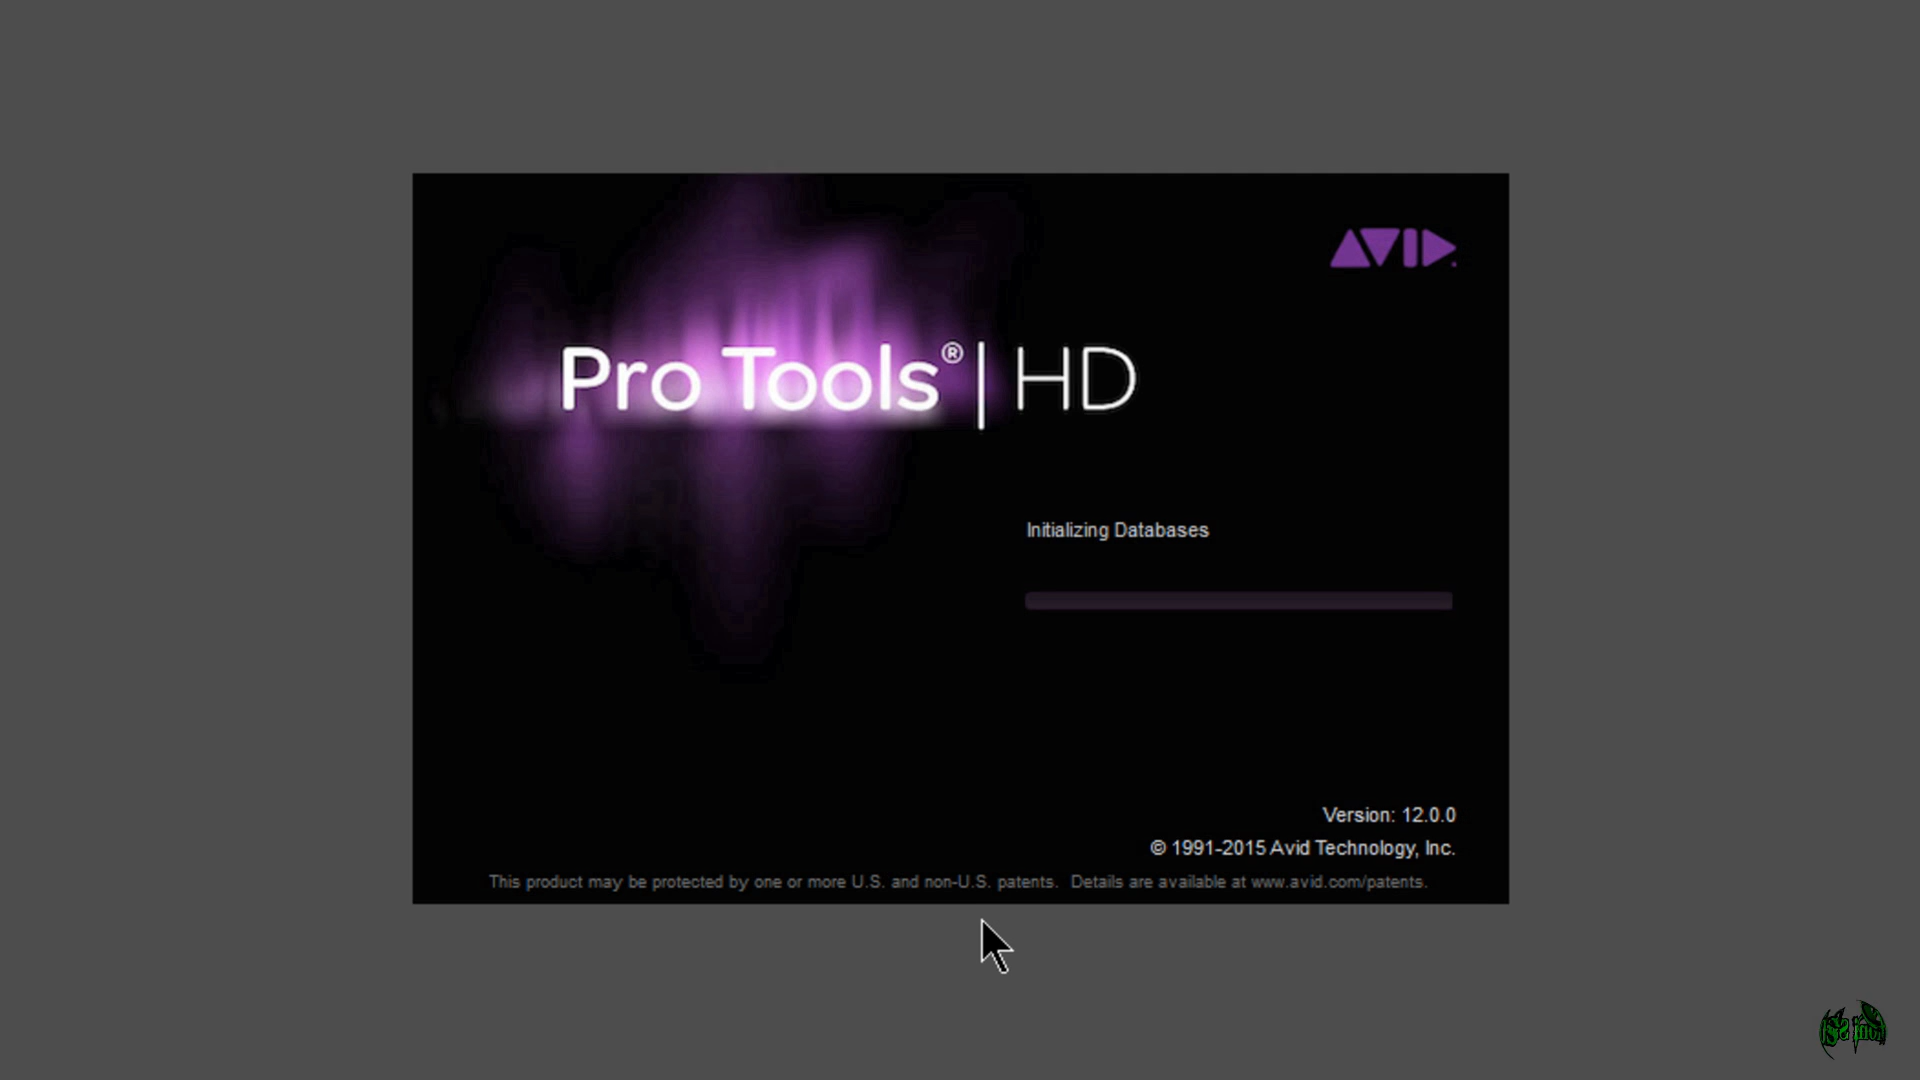 AVID
Pro Tools® | HD
Initializing Databases
Version: 12.0.0
© 1991-2015 Avid Technology, Inc.
This product may be protected by one or more U.S. and non-U.S. patents. Details are available at www.avid.com/patents.